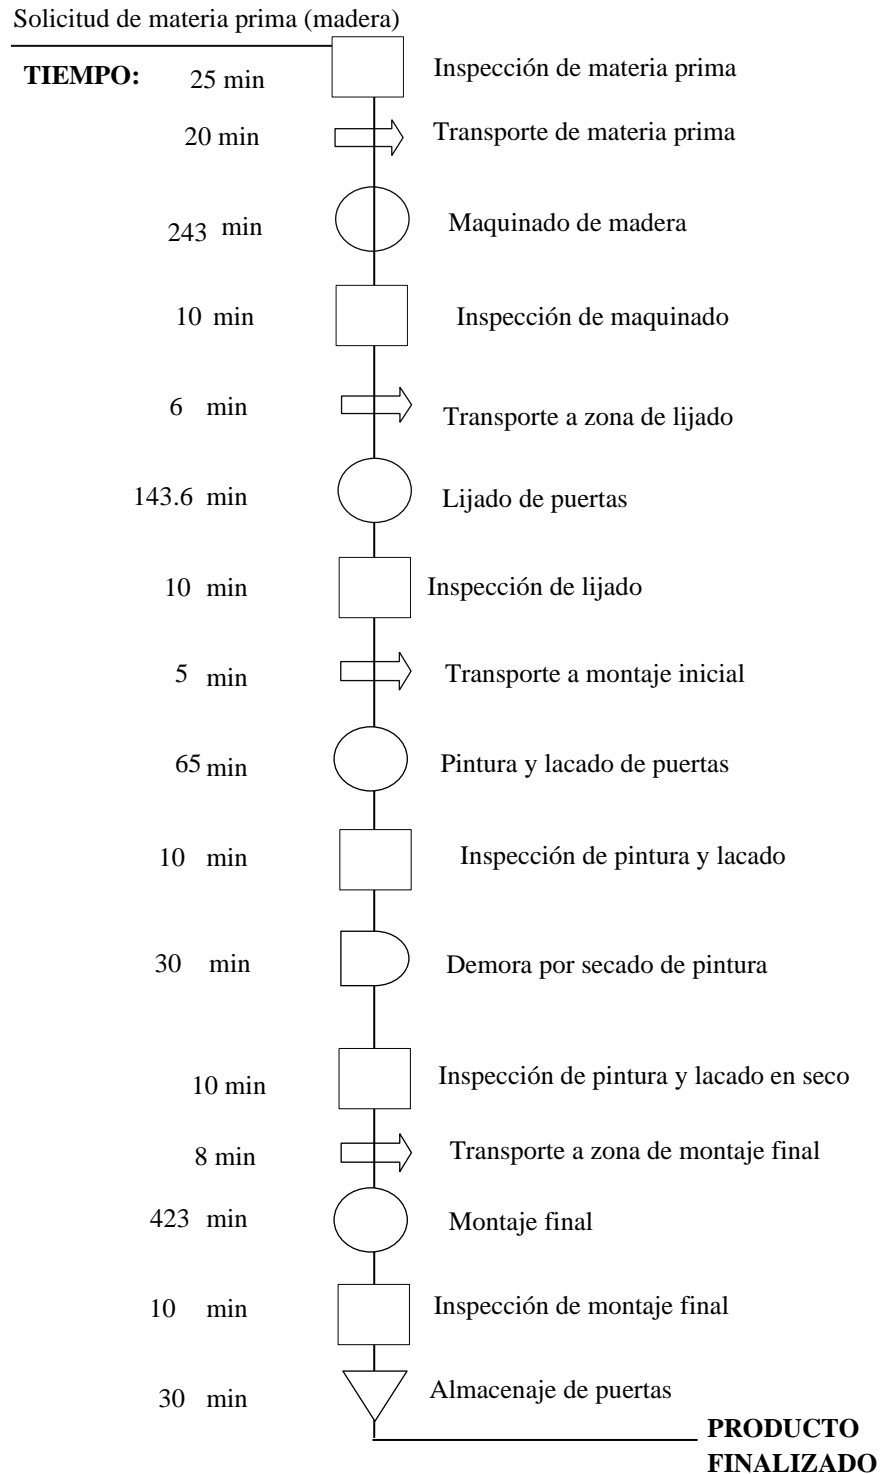 Solicitud de materia prima (madera)
TIEMPO: 25 min Inspección de materia prima
20 min Transporte de materia prima
243 min Maquinado de madera
10 min Inspección de maquinado
6 min Transporte a zona de lijado
143.6 min Lijado de puertas
10 min Inspección de lijado
5 min Transporte a montaje inicial
65 min Pintura y lacado de puertas
10 min Inspección de pintura y lacado
30 min Demora por secado de pintura
10 min Inspección de pintura y lacado en seco
8 min Transporte a zona de montaje final
423 min Montaje final
10 min Inspección de montaje final
30 min Almacenaje de puertas
PRODUCTO
FINALIZADO